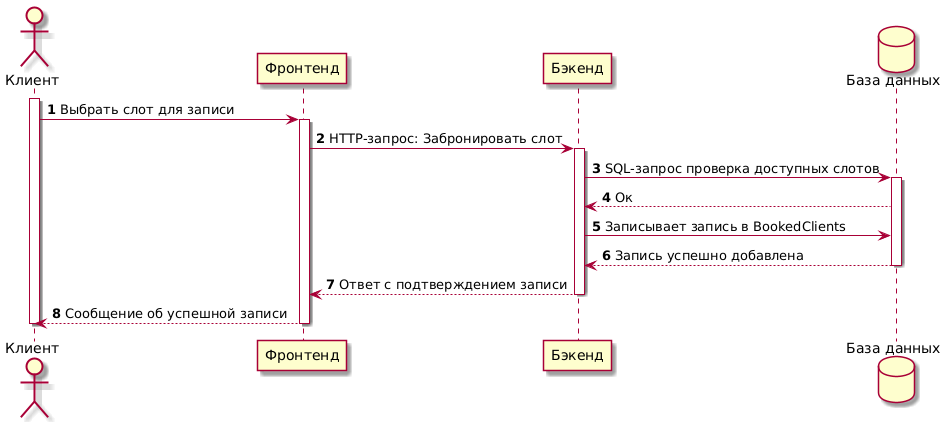 Клиент
Фронтенд
Бэкенд
База данных
1 Выбрать слот для записи
2 HTTP-запрос: Забронировать слот
3 SQL-запрос проверка доступных слотов
4 Ок
5 Записывает запись в BookedClients
6 Запись успешно добавлена
7 Ответ с подтверждением записи
8 Сообщение об успешной записи
Клиент
Фронтенд
Бэкенд
База данных